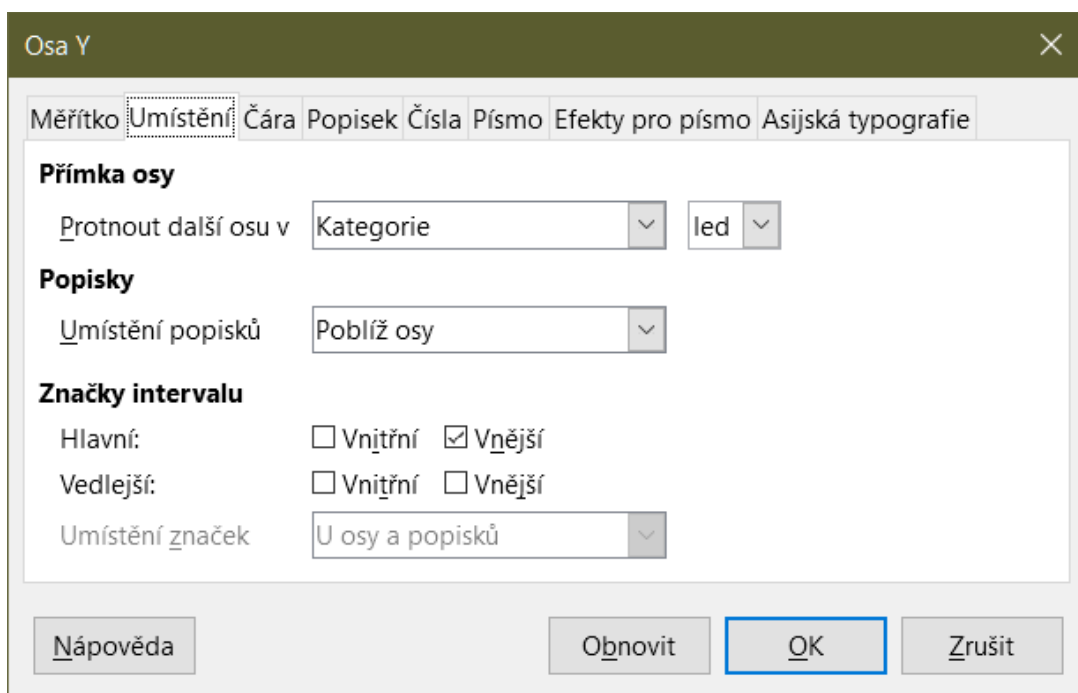 Osa Y
Měřítko Umístění Čára Popisek Čísla Písmo Efekty pro písmo Asijská typografie
Přímka osy
Protnout další osu v Kategorie led
Popisky
Umístění popisků Poblíž osy
Značky intervalu
Hlavní: Vnitřní Vnější
Vedlejší: Vnitřní Vnější
Umístění značek U osy a popisků
Nápověda Obnovit OK Zrušit